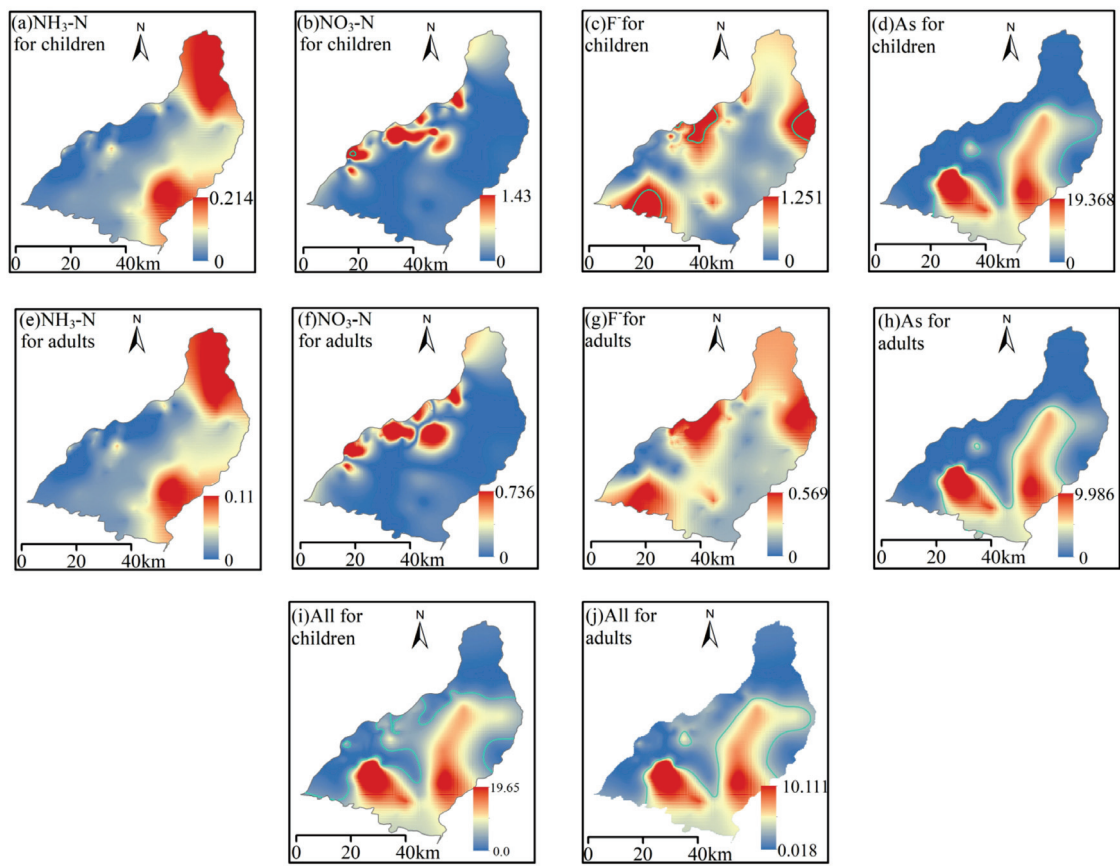 (a)NH₃-N
for children
N
0.214
0
0 20 40km
(b)NO₃-N
for children
N
1.43
0
0 20 40km
(c)F⁻for
children
N
1.251
0
0 20 40km
(d)As for
children
N
19.368
0
0 20 40km
(e)NH₃-N
for adults
N
0.11
0
0 20 40km
(f)NO₃-N
for adults
N
0.736
0
0 20 40km
(g)F⁻for
adults
N
0.569
0
0 20 40km
(h)As for
adults
N
9.986
0
0 20 40km
(i)All for
children
N
19.65
0.0
0 20 40km
(j)All for
adults
N
10.111
0.018
0 20 40km